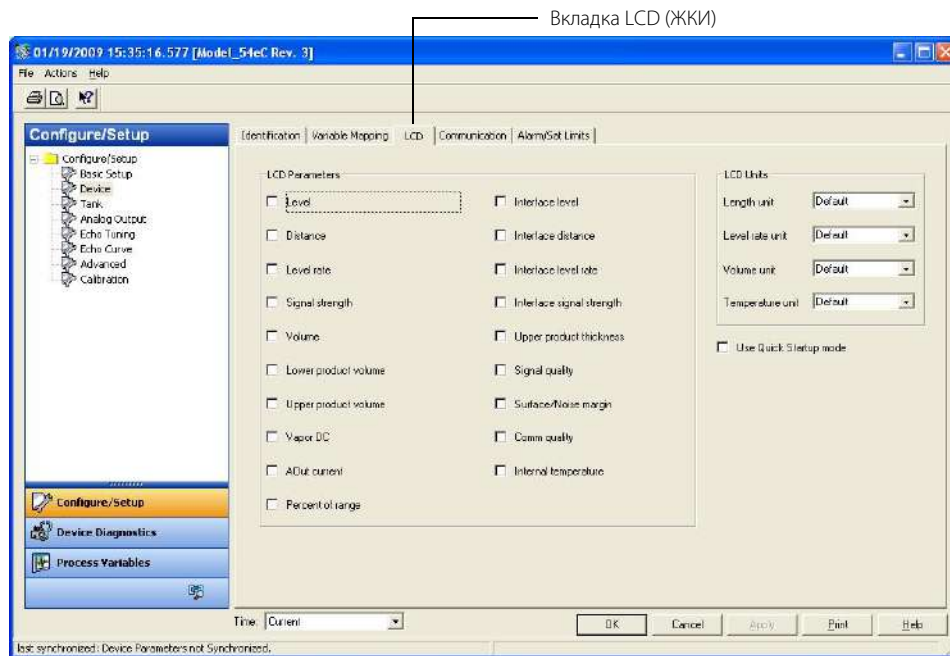 Вкладка LCD (ЖКИ)
01/19/2009 15:35:16.577 [Model_54eC Rev. 3]
File Actions Help
Configure/Setup
Configure/Setup
Basic Setup
Device
Tank
Analog Output
Echo Tuning
Echo Curve
Advanced
Calibration
Configure/Setup
Device Diagnostics
Process Variables
Identification Variable Mapping LCD Communication Alarm/Sat Limits
LCD Parameters
Level
Interface level
Distance
Interface distance
Level rate
Interface level rate
Signal strength
Interface signal strength
Volume
Upper product thickness
Lower product volume
Signal quality
Upper product volume
Surface/Noise margin
Vapor DC
Comm quality
AOut current
Internal temperature
Percent of range
LCD Units
Length unit Default
Level rate unit Default
Volume unit Default
Temperature unit Default
Use Quick Startup mode
Time: Current
OK Cancel Apply Print Help
last synchronized: Device Parameters not Synchronized.